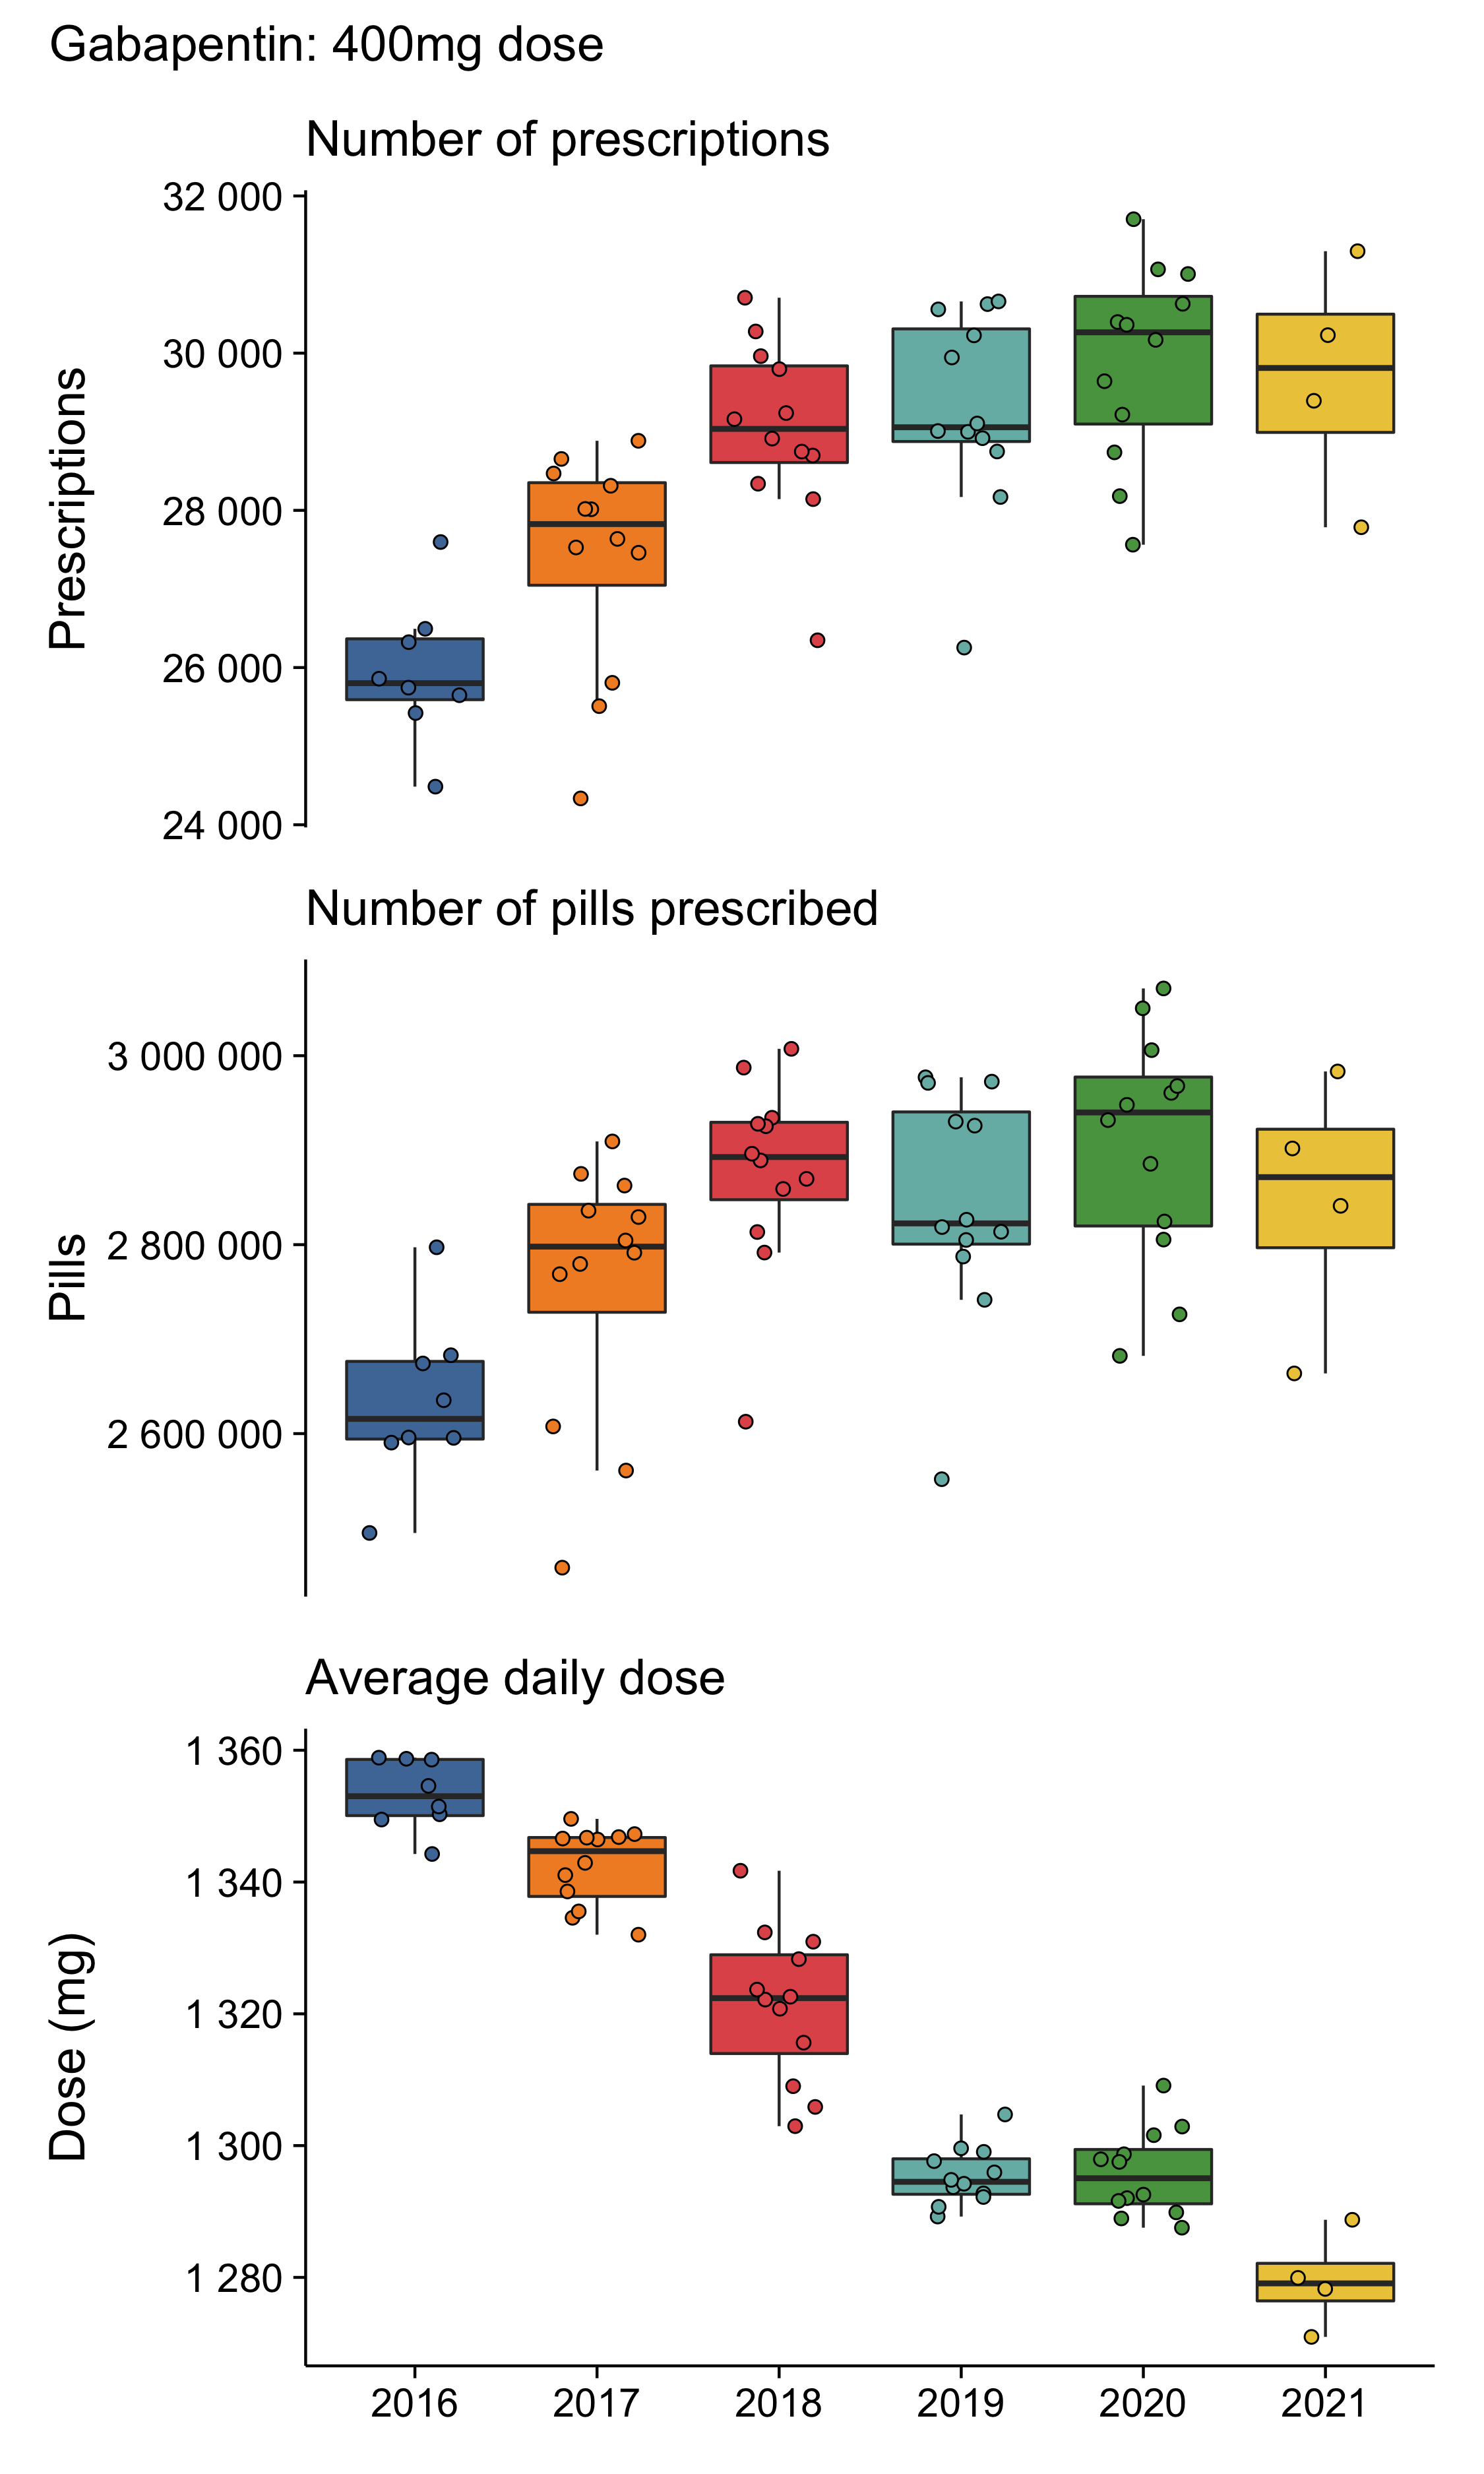 Gabapentin: 400mg dose
Number of prescriptions
Prescriptions
32 000
30 000
28 000
26 000
24 000
Number of pills prescribed
Pills
3 000 000
2 800 000
2 600 000
Average daily dose
Dose (mg)
1 360
1 340
1 320
1 300
1 280
2016 2017 2018 2019 2020 2021